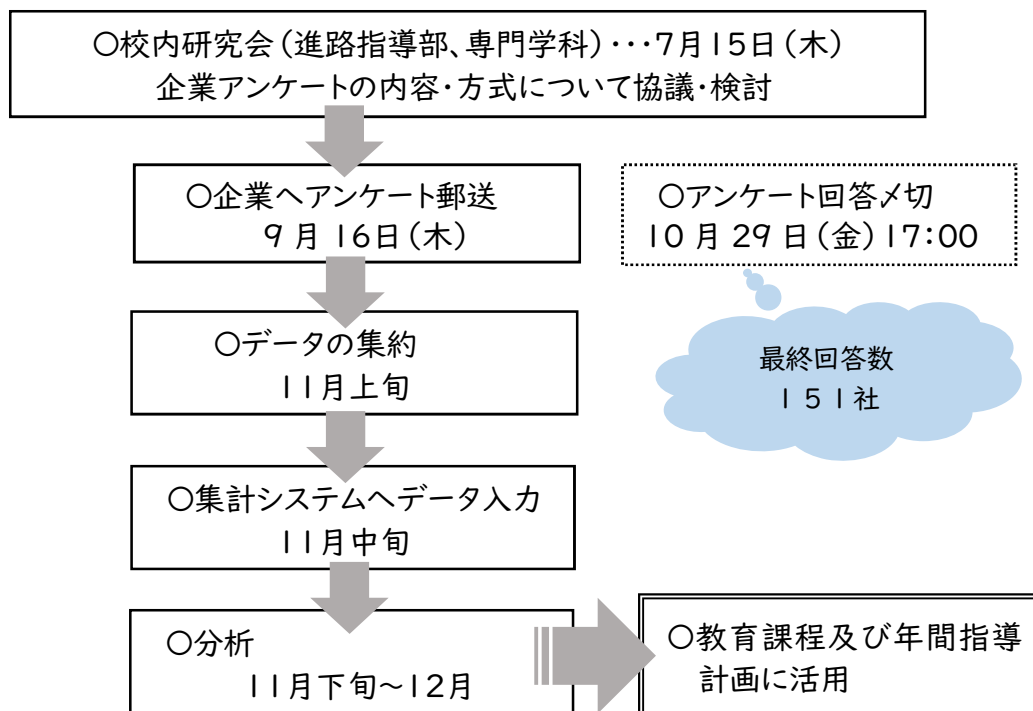 ○校内研究会(進路指導部、専門学科)・・・7月15日(木)
企業アンケートの内容・方式について協議・検討
○企業へアンケート郵送
9月16日(木)
○アンケート回答〆切
10月29日(金)17:00
○データの集約
11月上旬
最終回答数
151社
○集計システムへデータ入力
11月中旬
○分析
11月下旬~12月
○教育課程及び年間指導
計画に活用